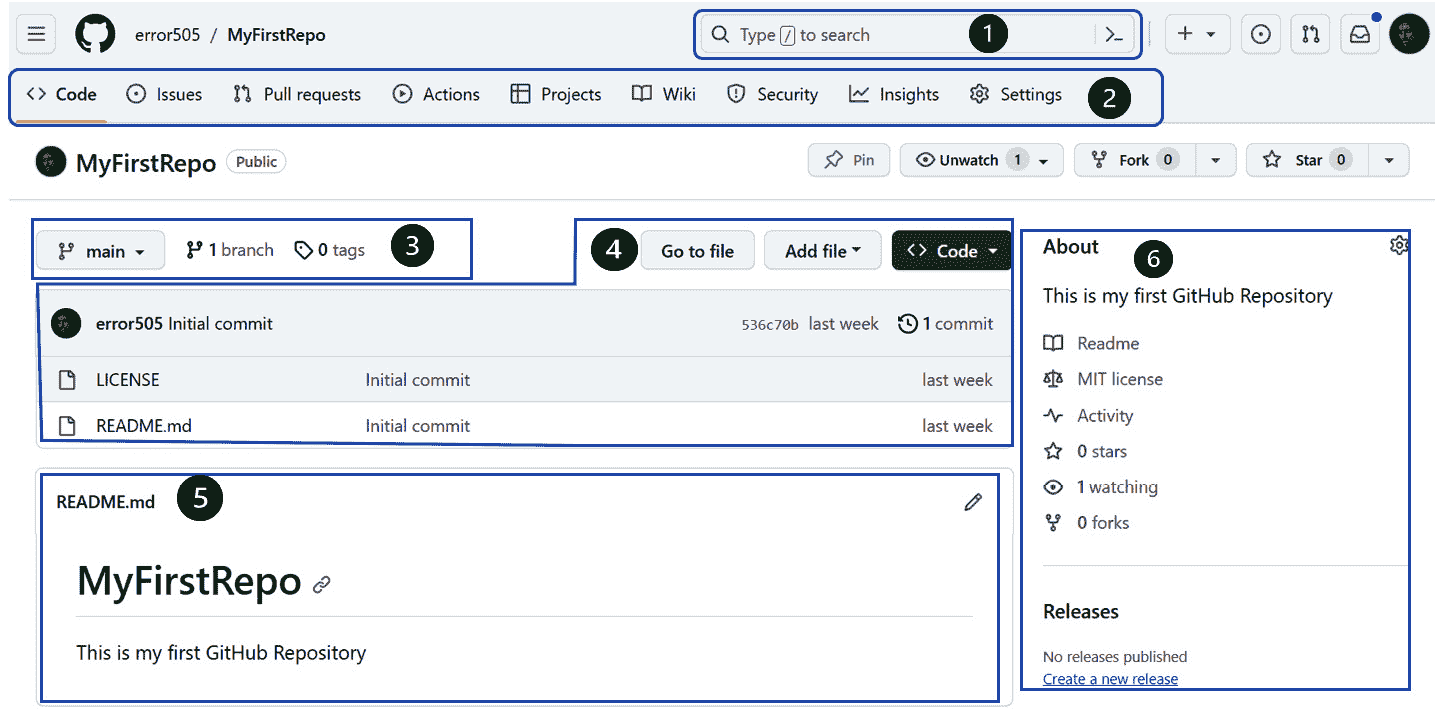 error505 / MyFirstRepo Type / to search 1
Code Issues Pull requests Actions Projects Wiki Security Insights Settings 2
MyFirstRepo Public Pin Unwatch 1 Fork 0 Star 0
main 1 branch 0 tags 3 4 Go to file Add file Code
error505 Initial commit 536c70b last week 1 commit
LICENSE Initial commit last week
README.md Initial commit last week
README.md 5
MyFirstRepo
This is my first GitHub Repository
About 6
This is my first GitHub Repository
Readme
MIT license
Activity
0 stars
1 watching
0 forks
Releases
No releases published
Create a new release